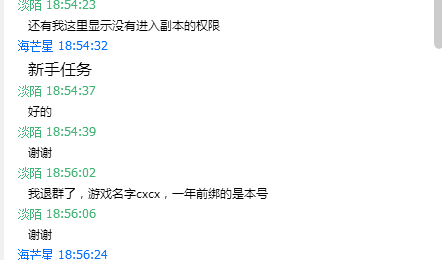 淡陌 18:54:23
还有我这里显示没有进入副本的权限
海芒星 18:54:32
新手任务
淡陌 18:54:37
好的
淡陌 18:54:39
谢谢
淡陌 18:56:02
我退群了，游戏名字cxcx，一年前绑的是本号
淡陌 18:56:06
谢谢
海芒星 18:56:24